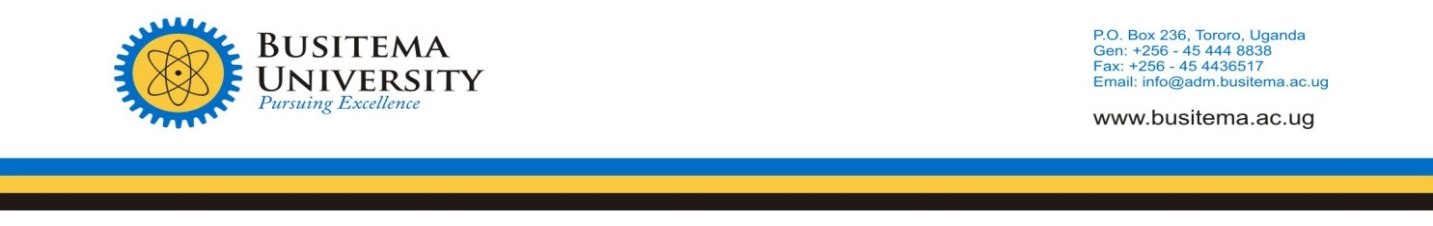 BUSITEMA
UNIVERSITY
Pursuing Excellence
P.O. Box 236, Tororo, Uganda
Gen: +256 - 45 444 8838
Fax: +256 - 45 4436517
Email: info@adm.busitema.ac.ug
www.busitema.ac.ug